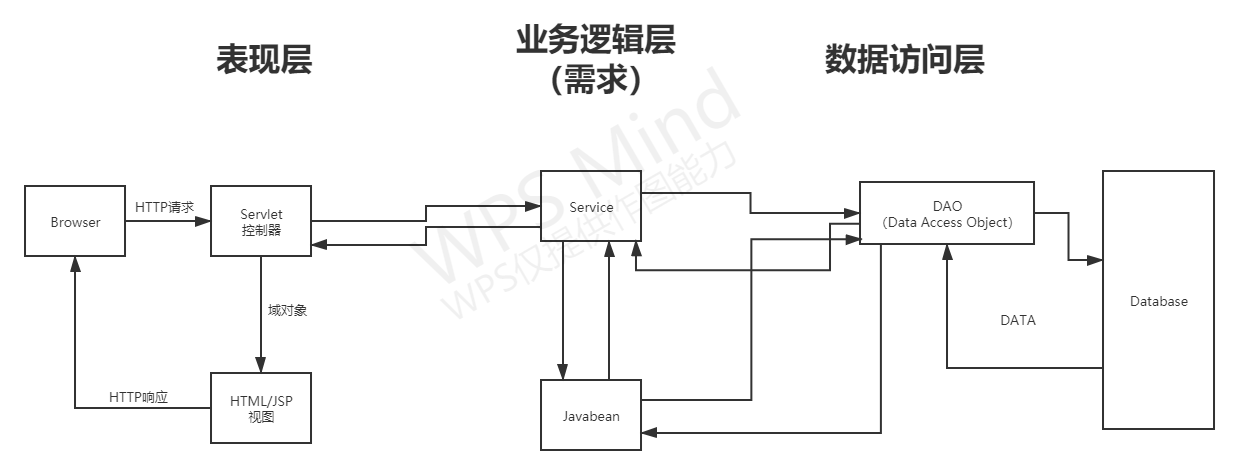 表现层
业务逻辑层
（需求）
数据访问层
Browser
HTTP请求
Servlet
控制器
Service
DAO
（Data Access Object）
Database
域对象
DATA
HTTP响应
HTML/JSP
视图
Javabean
WPS Mind
WPS仅提供作图能力